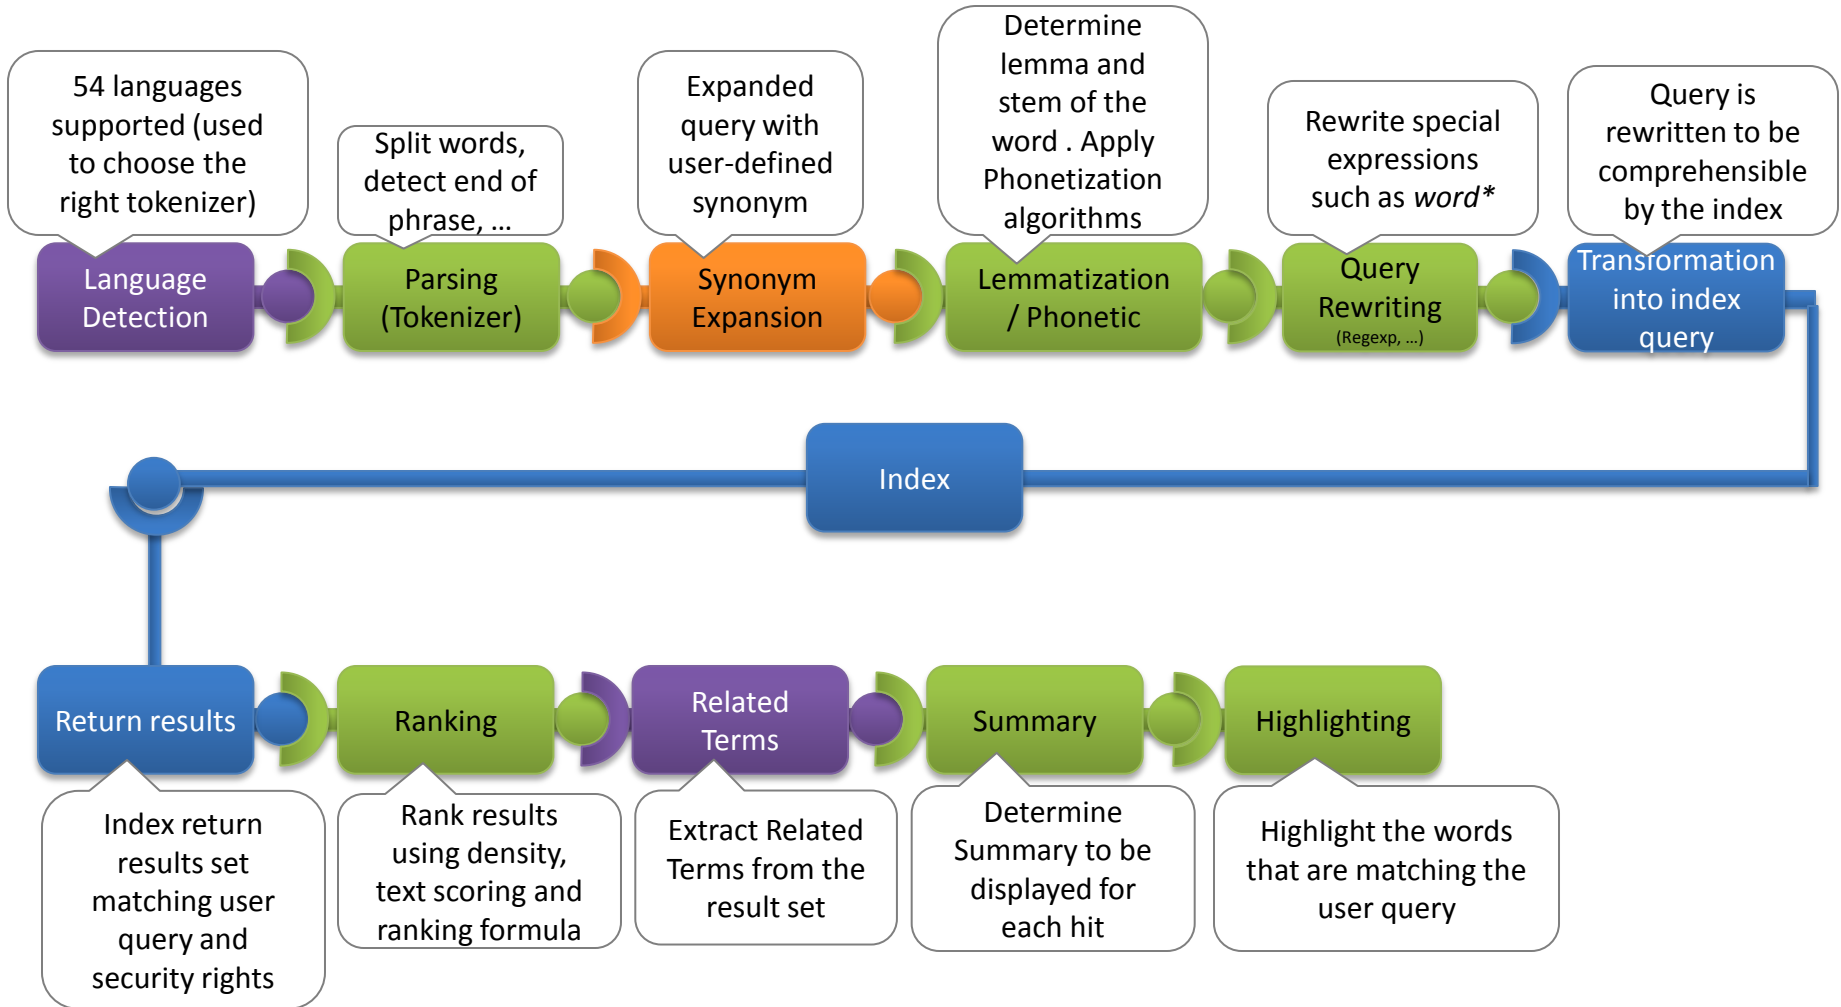 54 languages
supported (used
to choose the
right tokenizer)
Split words,
detect end of
phrase, ...
Expanded
query with
user-defined
synonym
Determine
lemma and
stem of the
word . Apply
Phonetization
algorithms
Rewrite special
expressions
such as word*
Query is
rewritten to be
comprehensible
by the index
Language
Detection
Parsing
(Tokenizer)
Synonym
Expansion
Lemmatization
/ Phonetic
Query
Rewriting
(Regexp, ...)
Transformation
into index
query
Index
Return results
Ranking
Related
Terms
Summary
Highlighting
Index return
results set
matching user
query and
security rights
Rank results
using density,
text scoring and
ranking formula
Extract Related
Terms from the
result set
Determine
Summary to be
displayed for
each hit
Highlight the words
that are matching the
user query